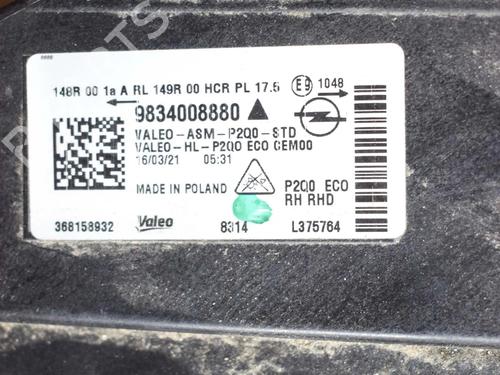 148R 00 1a A RL 149R 00 HCR PL 17.5 E9 1048
9834008880
VALEO-ASM-P2Q0-STD
VALEO-HL-P2Q0 ECO GEM00
16/03/21 05:31
MADE IN POLAND
P2Q0 ECO
RH RHD
368158932 Valeo 8314 L375764